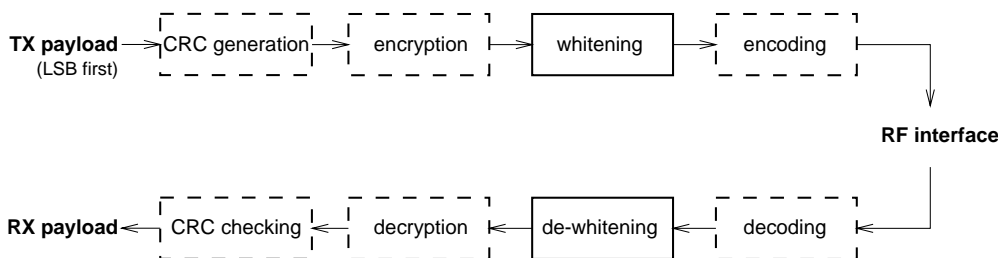 TX payload
(LSB first)
CRC generation
encryption
whitening
encoding
RF interface
RX payload
CRC checking
decryption
de-whitening
decoding